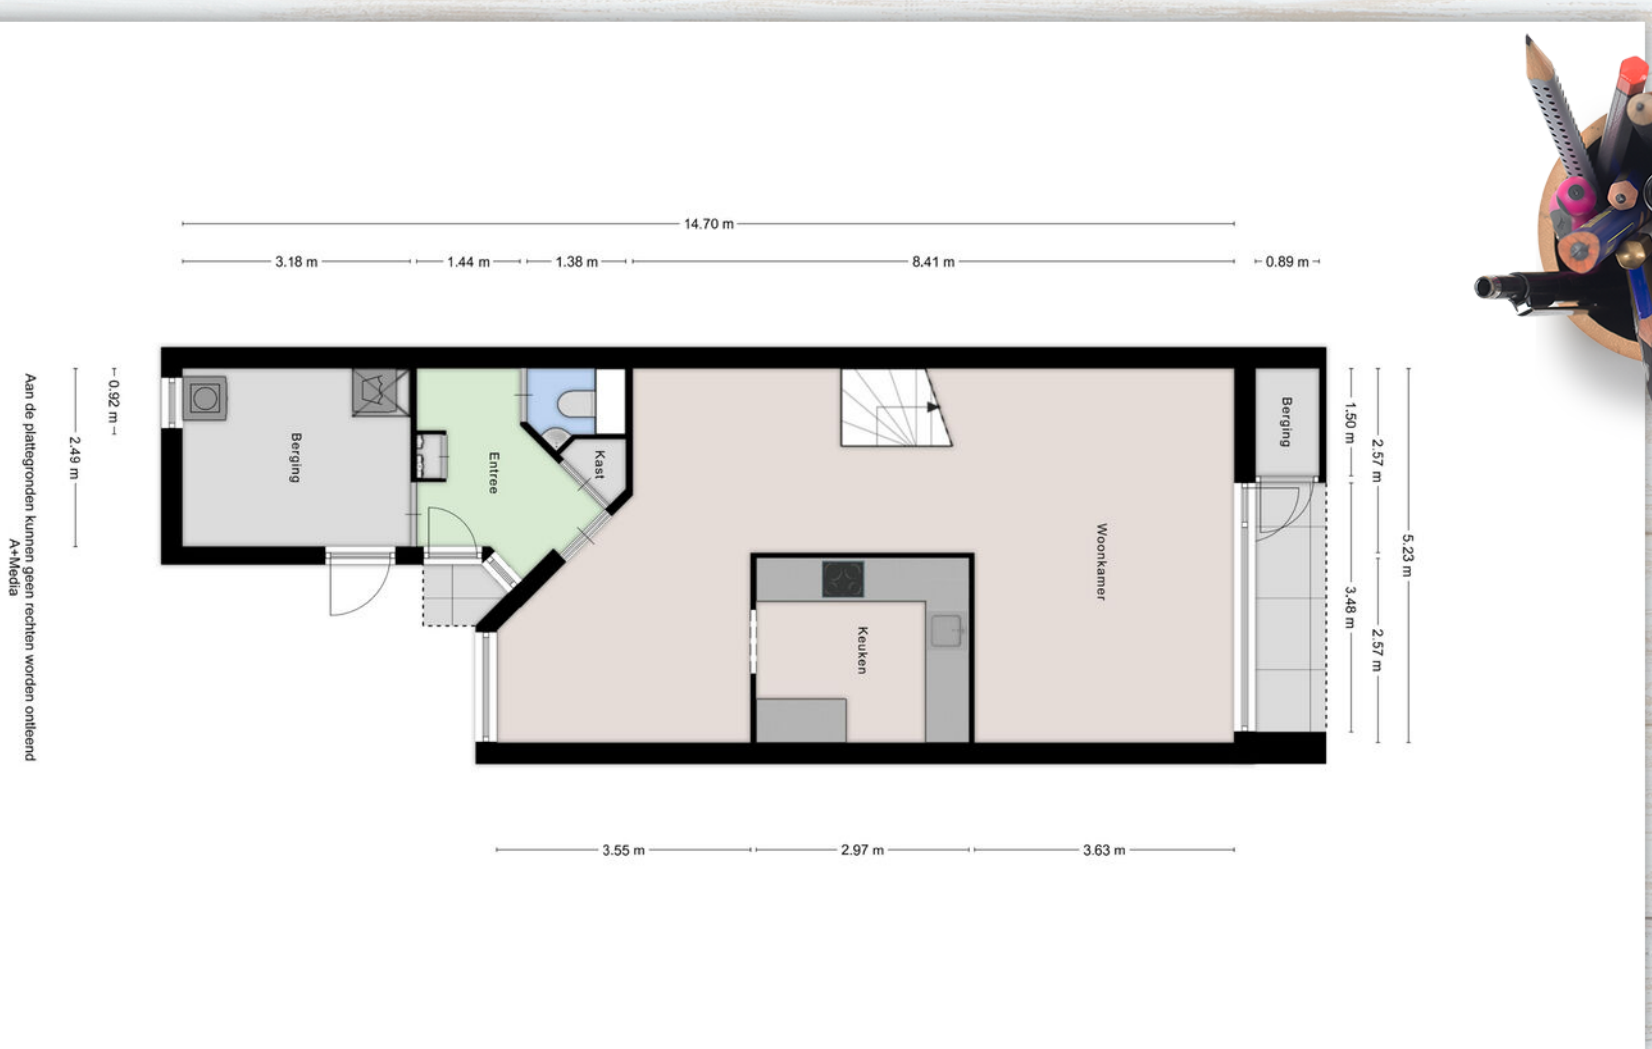 14.70 m
3.18 m
1.44 m
1.38 m
8.41 m
0.89 m
0.92 m
2.49 m
Berging
Entree
Kast
Woonkamer
Keuken
Berging
1.50 m
2.57 m
5.23 m
3.48 m
2.57 m
3.55 m
2.97 m
3.63 m
Aan de plattegronden kunnen geen rechten worden ontleend
A+Media